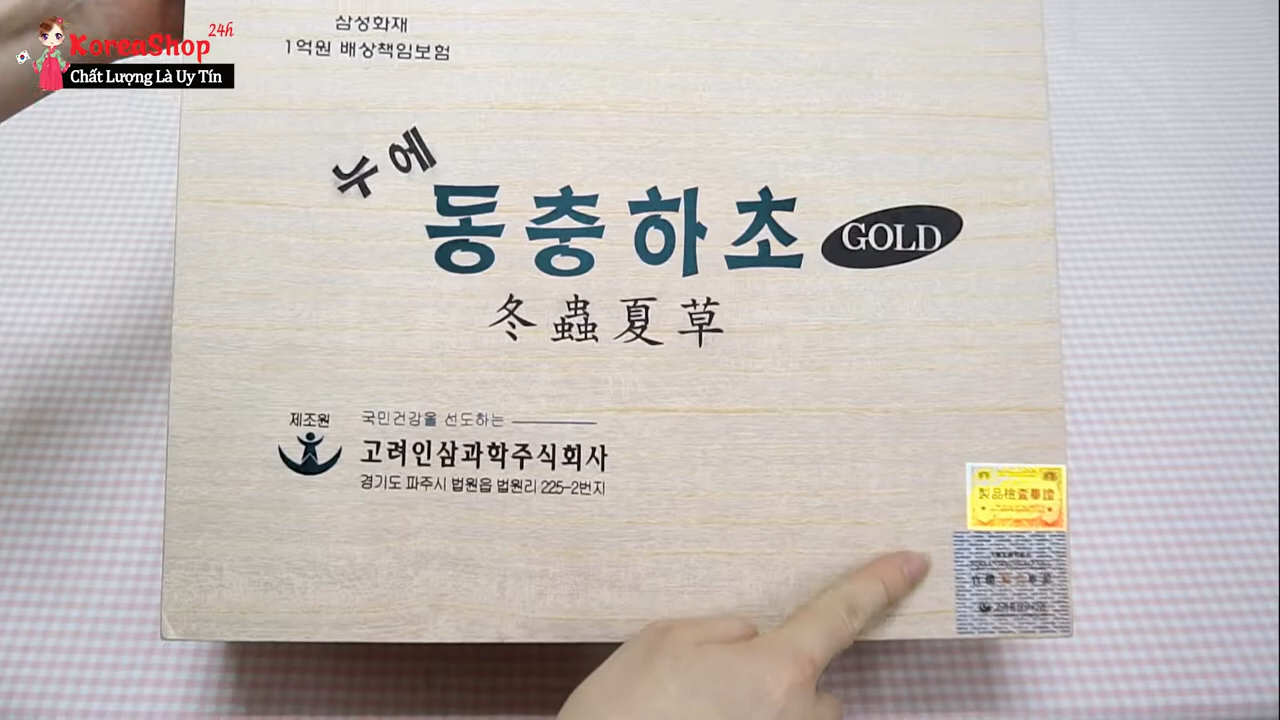 KoreaShop 24h
Chất Lượng Là Uy Tín
삼성화재
1억원 배상책임보험
누에
동충하초 GOLD
冬蟲夏草
제조원
국민건강을 선도하는
고려인삼과학주식회사
경기도 파주시 법원읍 법원리 225-2번지
製品檢査畢證